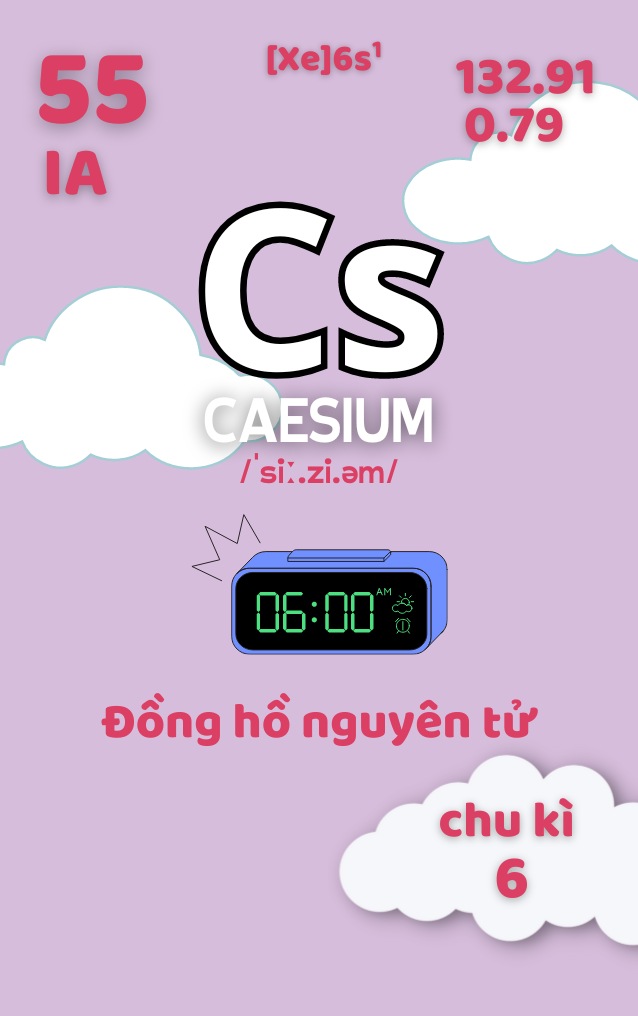 55
IA
[Xe]6s¹
132.91
0.79
Cs
CAESIUM
/ˈsiː.zi.əm/
06:00 AM
Đồng hồ nguyên tử
chu kì
6